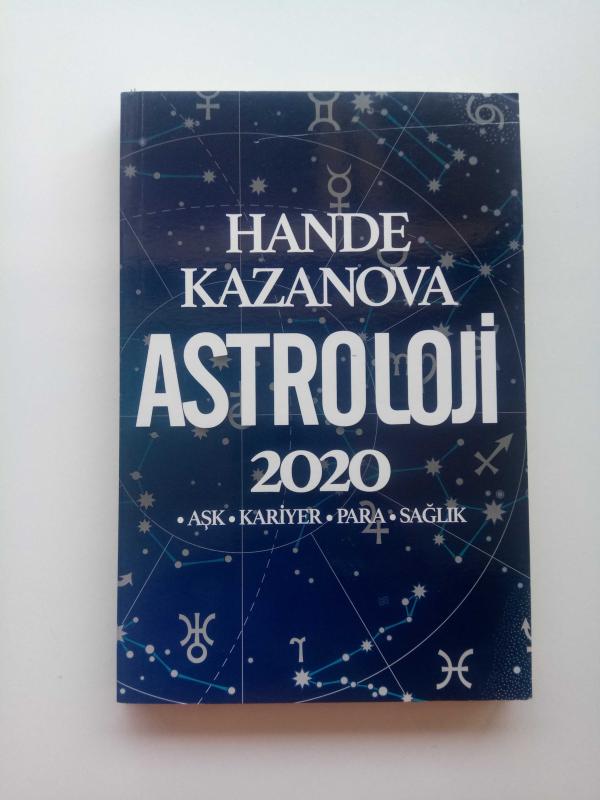 HANDE
KAZANOVA
ASTROLOJİ
2020
• AŞK • KARİYER • PARA • SAĞLIK